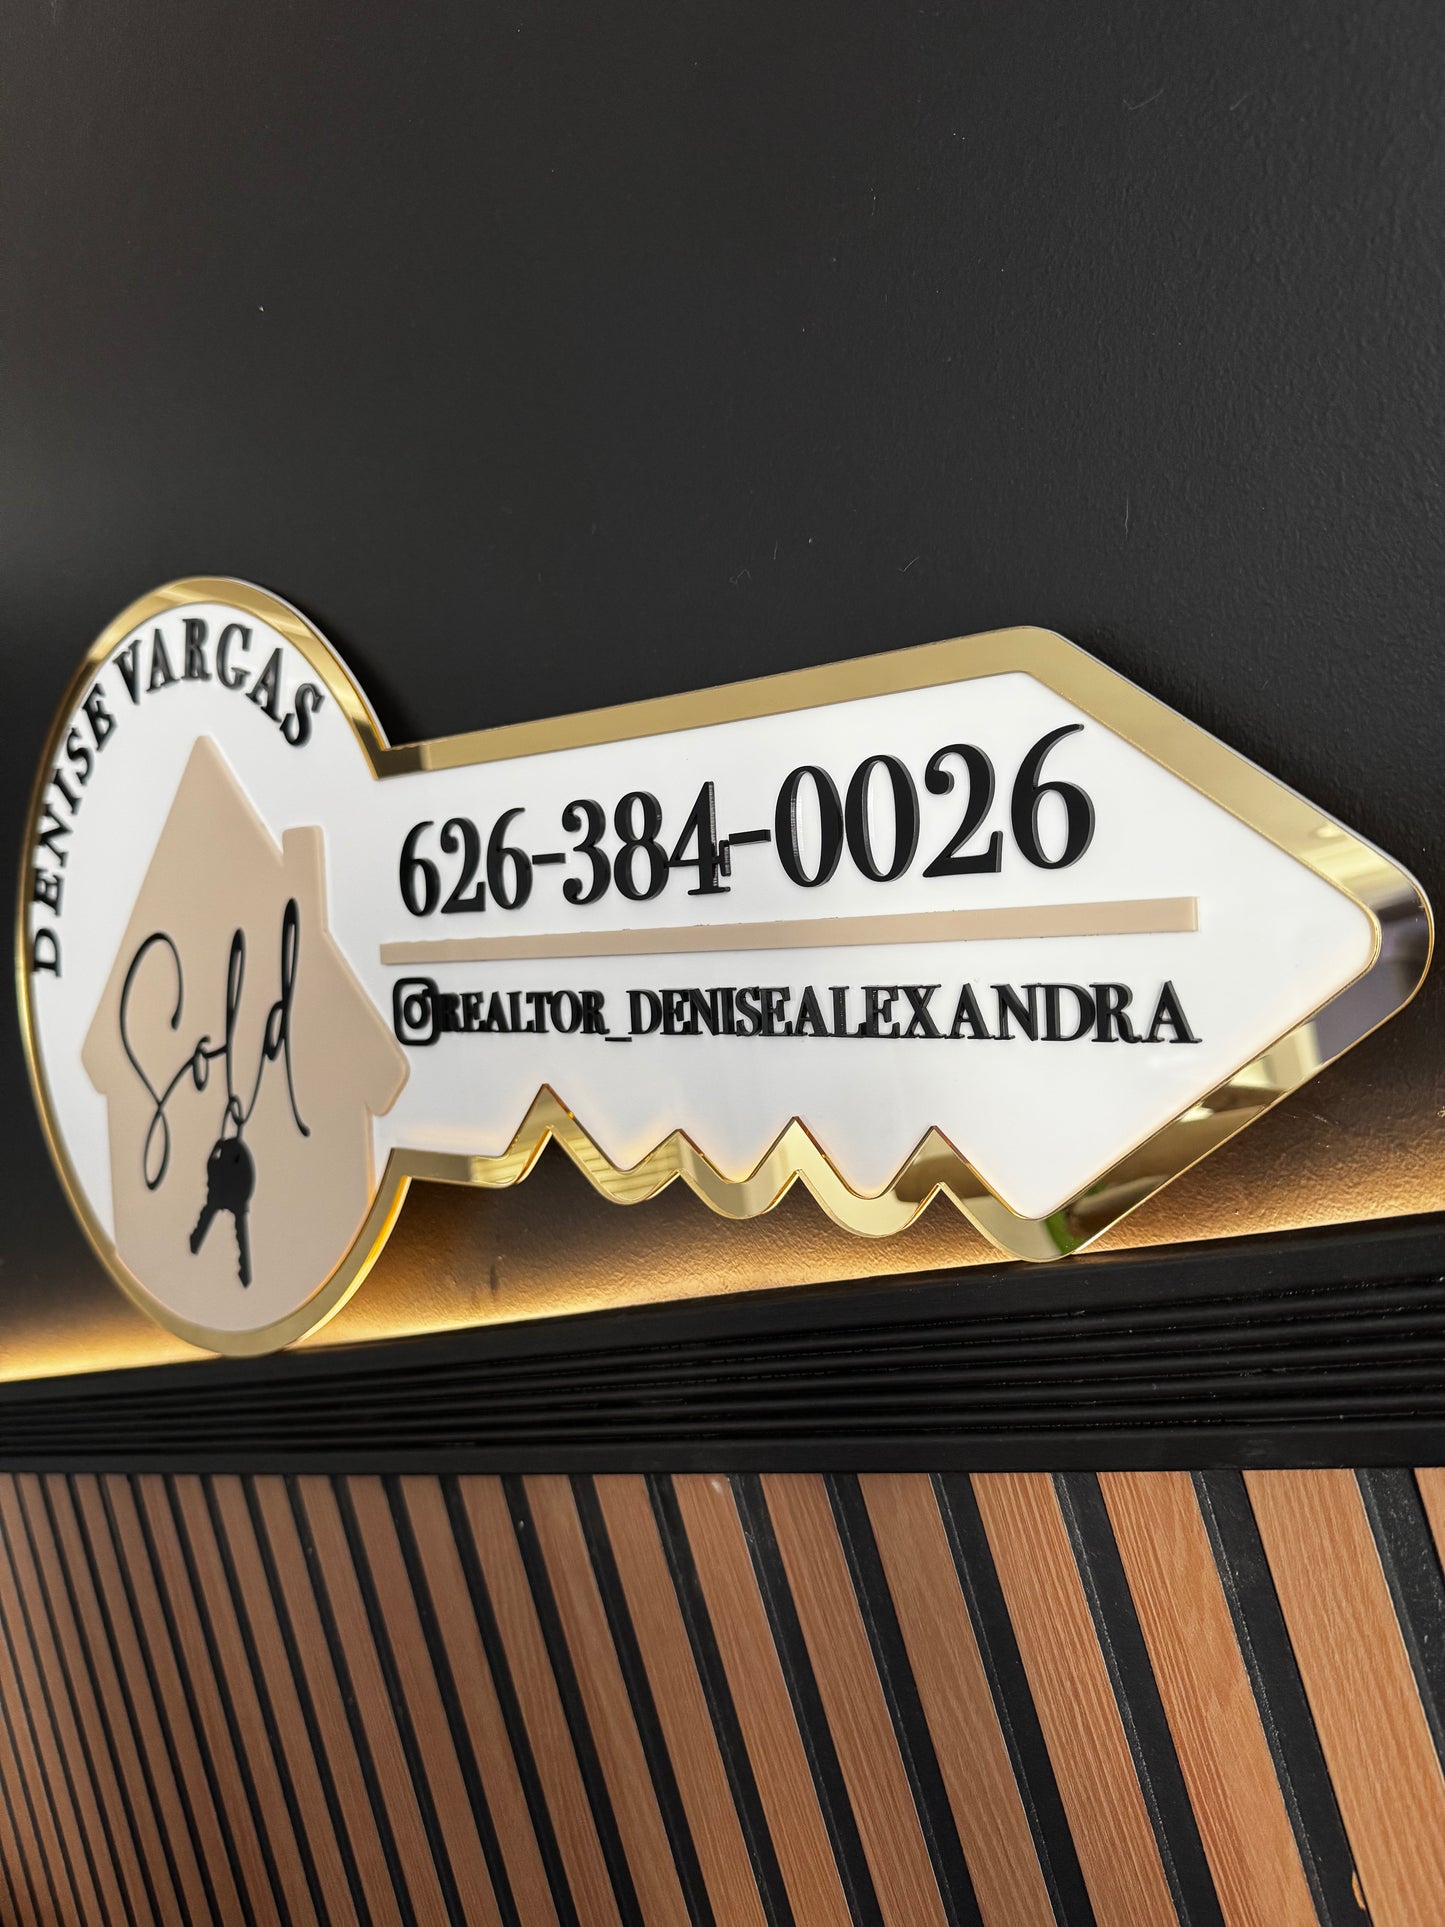 DENISE VARGAS
Sold
626-384-0026
REALTOR_DENISEALEXANDRA